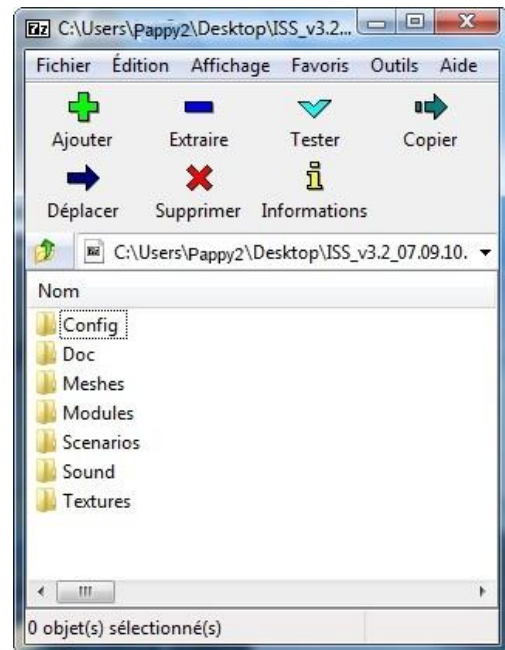 7z C:\Users\Pappy2\Desktop\ISS_v3.2...
Fichier Édition Affichage Favoris Outils Aide
Ajouter Extraire Tester Copier
Déplacer Supprimer Informations
C:\Users\Pappy2\Desktop\ISS_v3.2_07.09.10.
Nom
Config
Doc
Meshes
Modules
Scenarios
Sound
Textures
0 objet(s) sélectionné(s)